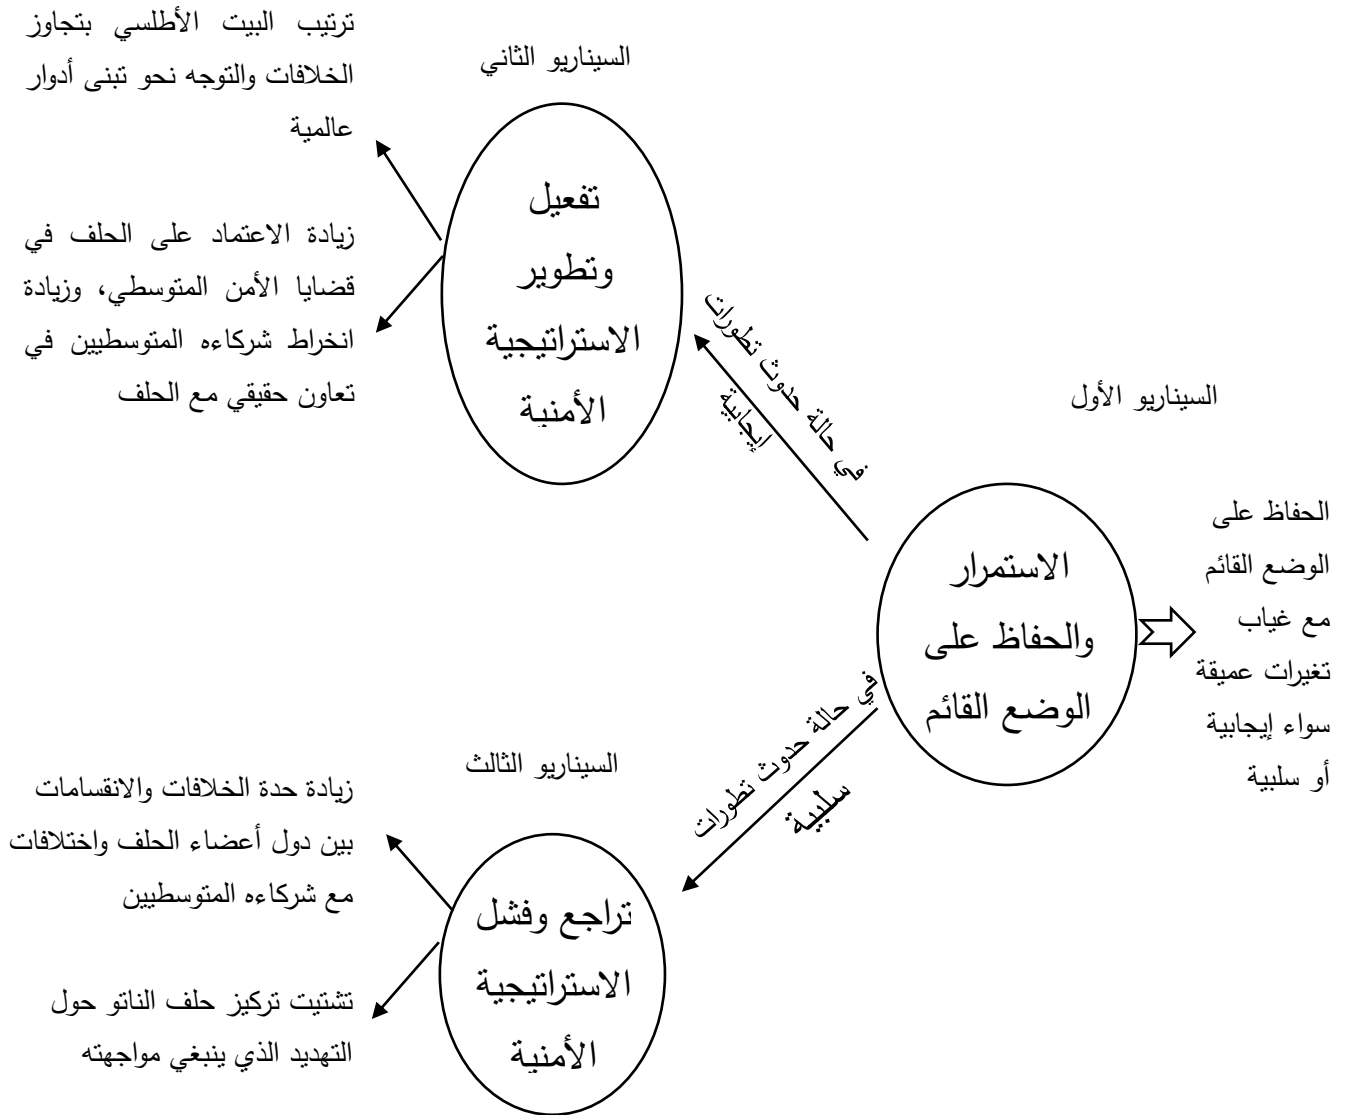 السيناريو الأول
الاستمرار
والحفاظ على
الوضع القائم
الحفاظ على
الوضع القائم
مع غياب
تغيرات عميقة
سواء إيجابية
أو سلبية
في حالة حدوث تطورات
إيجابية
السيناريو الثاني
تفعيل
وتطوير
الاستراتيجية
الأمنية
ترتيب البيت الأطلسي بتجاوز
الخلافات والتوجه نحو تبنى أدوار
عالمية
زيادة الاعتماد على الحلف في
قضايا الأمن المتوسطي، وزيادة
انخراط شركاءه المتوسطيين في
تعاون حقيقي مع الحلف
في حالة حدوث تطورات
سلبية
السيناريو الثالث
تراجع وفشل
الاستراتيجية
الأمنية
زيادة حدة الخلافات والانقسامات
بين دول أعضاء الحلف واختلافات
مع شركاءه المتوسطيين
تشتيت تركيز حلف الناتو حول
التهديد الذي ينبغي مواجهته